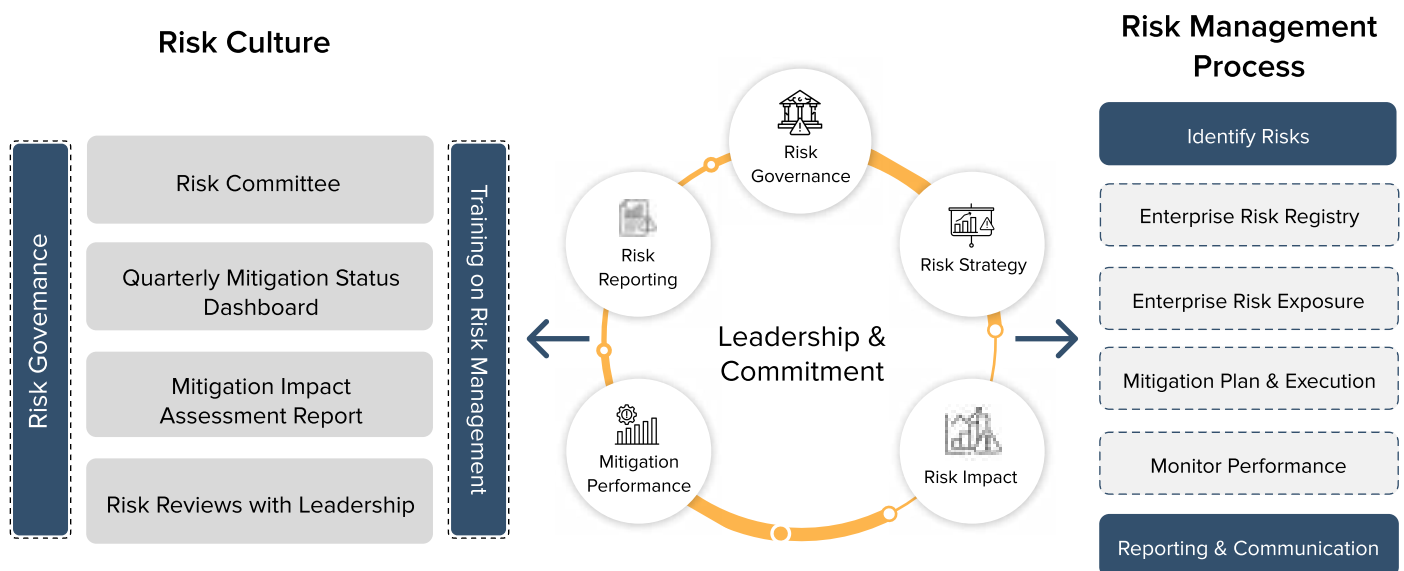 Risk Culture
Risk Governance
Risk Committee
Quarterly Mitigation Status
Dashboard
Mitigation Impact
Assessment Report
Risk Reviews with Leadership
Training on Risk Management
Risk
Governance
Risk Strategy
Risk Impact
Mitigation
Performance
Risk
Reporting
Leadership &
Commitment
Risk Management
Process
Identify Risks
Enterprise Risk Registry
Enterprise Risk Exposure
Mitigation Plan & Execution
Monitor Performance
Reporting & Communication